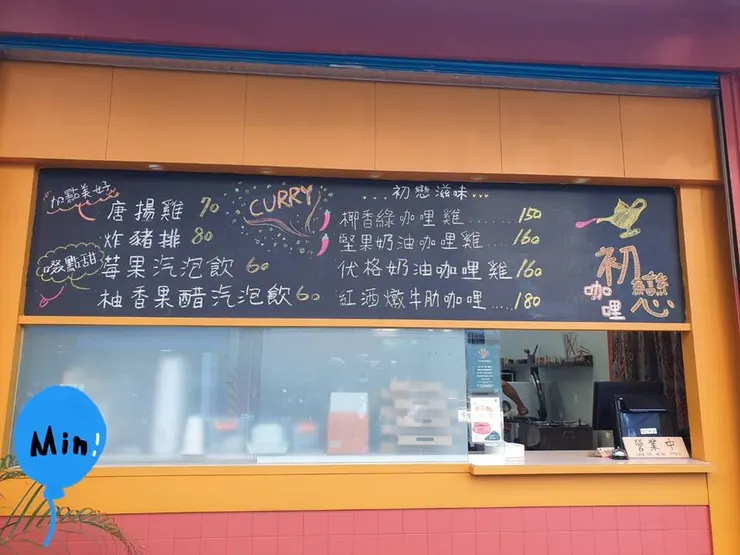 加點美好
唐揚雞 70
炸豬排 80
啜點甜
莓果汽泡飲 60
柚香果醋汽泡飲 60
CURRY
初戀滋味...
椰香綠咖哩雞........150
堅果奶油咖哩雞.....160
优格奶油咖哩雞 160
紅酒燉牛肋咖哩.....180
初戀
咖哩
營業中
Min!